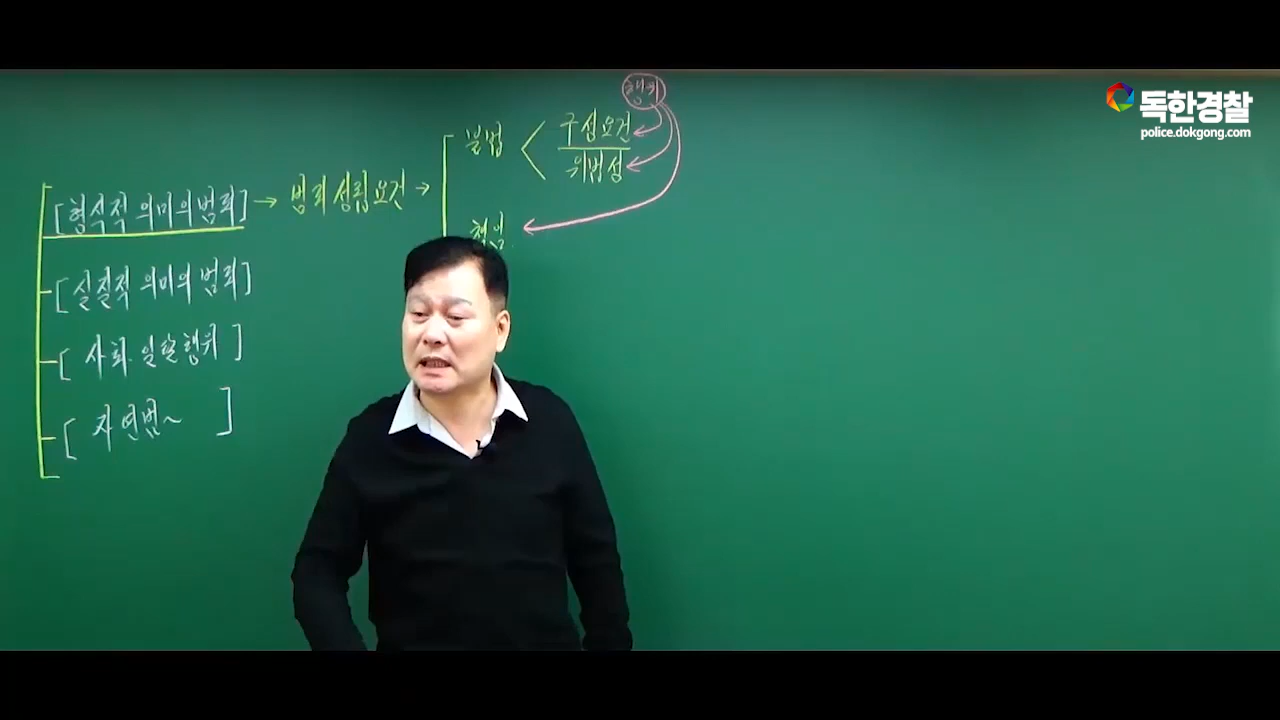 독한경찰
police.dokgong.com
행위
불법 < 구성요건
위법성
[형식적 의미의 범죄] → 범죄성립요건 →
책임
[실질적 의미의 범죄]
[사회 일탈행위]
[자연범~ ]